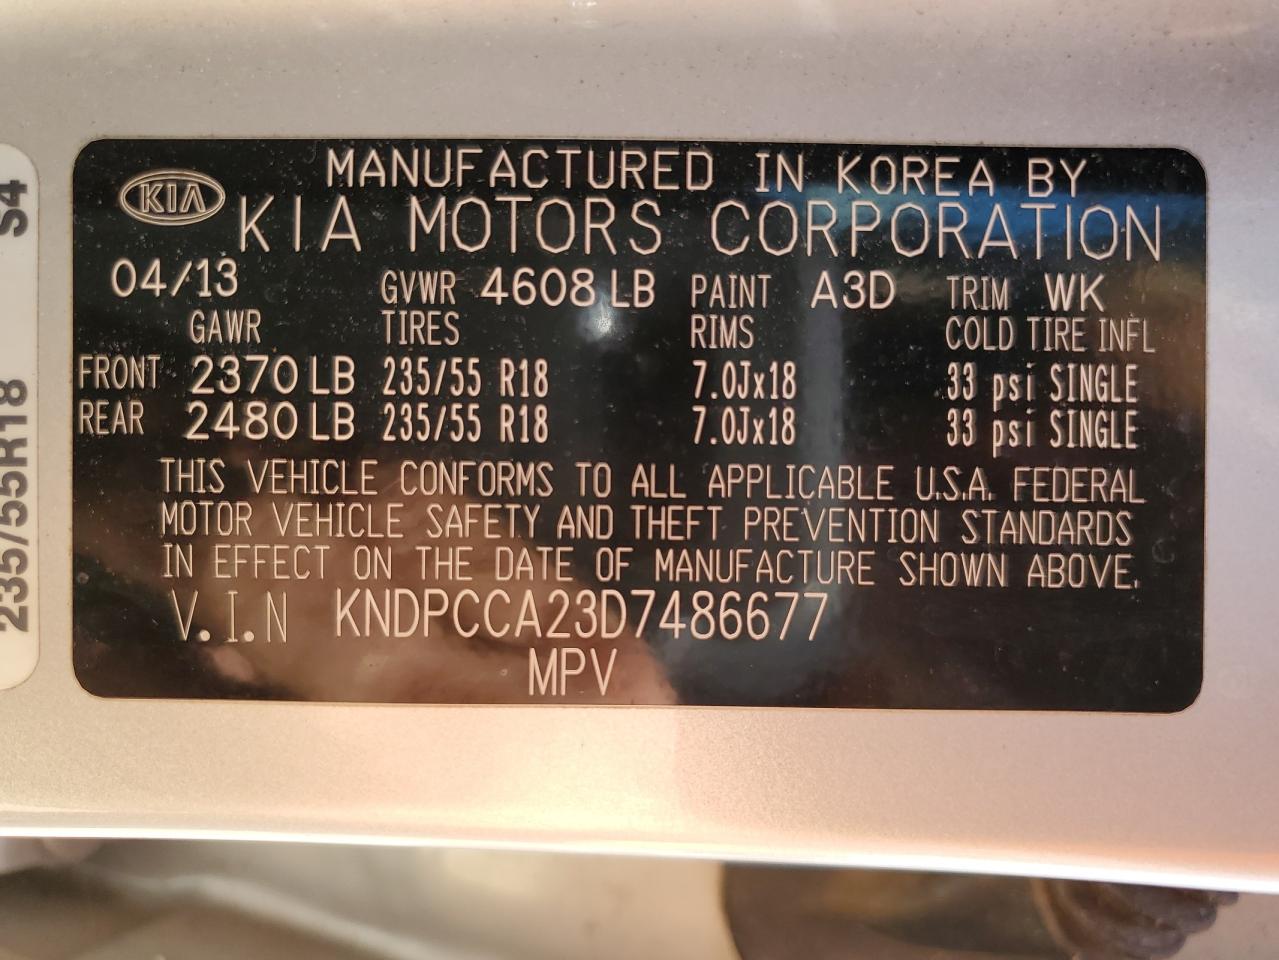 MANUFACTURED IN KOREA BY
KIA KIA MOTORS CORPORATION
04/13 GVWR 4608 LB PAINT A3D TRIM WK
GAWR TIRES RIMS COLD TIRE INFL
FRONT 2370 LB 235/55 R18 7.0Jx18 33 psi SINGLE
REAR 2480 LB 235/55 R18 7.0Jx18 33 psi SINGLE
THIS VEHICLE CONFORMS TO ALL APPLICABLE U.S.A. FEDERAL
MOTOR VEHICLE SAFETY AND THEFT PREVENTION STANDARDS
IN EFFECT ON THE DATE OF MANUFACTURE SHOWN ABOVE.
V.I.N KNDPCCA23D7486677
MPV
235/55R18 S4